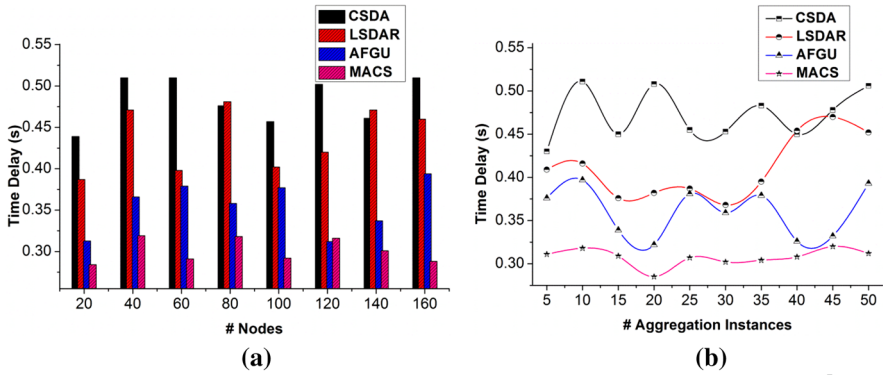 CSDA
LSDAR
AFGU
MACS
0.55
0.50
0.45
0.40
0.35
0.30
Time Delay (s)
20 40 60 80 100 120 140 160
# Nodes
(a)
CSDA
LSDAR
AFGU
MACS
0.55
0.50
0.45
0.40
0.35
0.30
Time Delay (s)
5 10 15 20 25 30 35 40 45 50
# Aggregation Instances
(b)